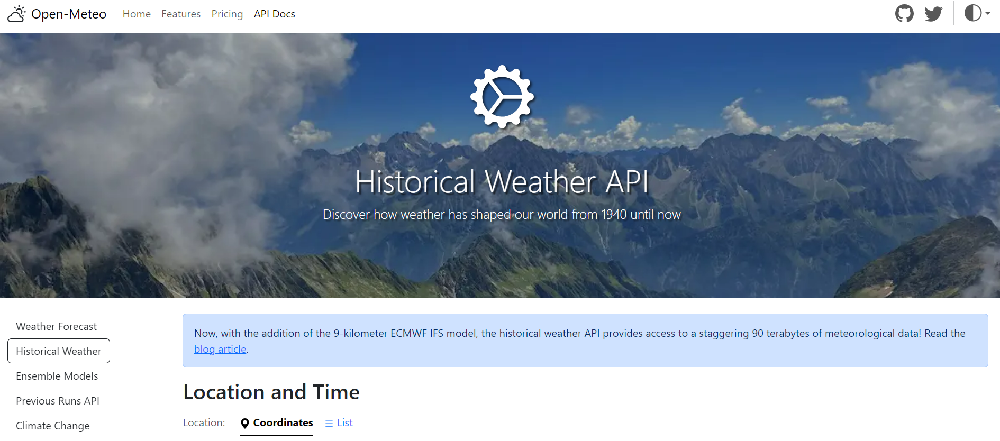 Open-Meteo Home Features Pricing API Docs
Historical Weather API
Discover how weather has shaped our world from 1940 until now
Weather Forecast
Historical Weather
Ensemble Models
Previous Runs API
Climate Change
Now, with the addition of the 9-kilometer ECMWF IFS model, the historical weather API provides access to a staggering 90 terabytes of meteorological data! Read the
blog article.
Location and Time
Location: Coordinates List